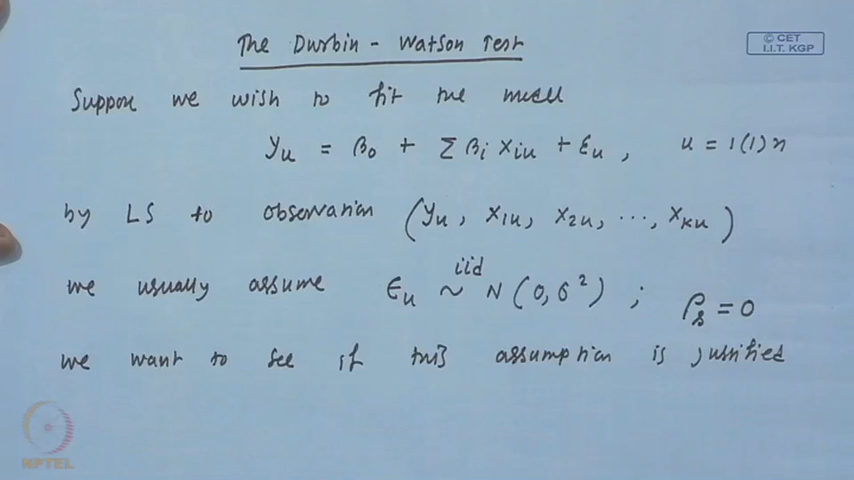 The Durbin - Watson Test
© CET
I.I.T. KGP
Suppose we wish to fit the model
Yu = β0 + Σ βi Xiu + Ɛu , u = 1(1)n
by LS to observation (Yu, X1u, X2u, ..., XKu)
we usually assume Ɛu iid ~ N(0, σ²) ; ρs = 0
we want to see if this assumption is justified
NPTEL